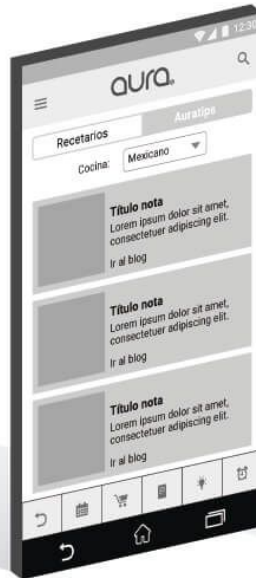 12:30
aura.
Recetarios
Auratips
Cocina:
Mexicano
Título nota
Lorem ipsum dolor sit amet,
consectetuer adipiscing elit.
Ir al blog
Título nota
Lorem ipsum dolor sit amet,
consectetuer adipiscing elit.
Ir al blog
Título nota
Lorem ipsum dolor sit amet,
consectetuer adipiscing elit.
Ir al blog